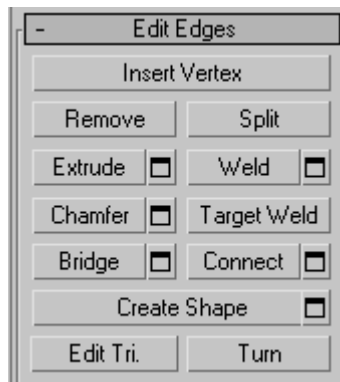 - Edit Edges
Insert Vertex
Remove Split
Extrude Weld
Chamfer Target Weld
Bridge Connect
Create Shape
Edit Tri. Turn